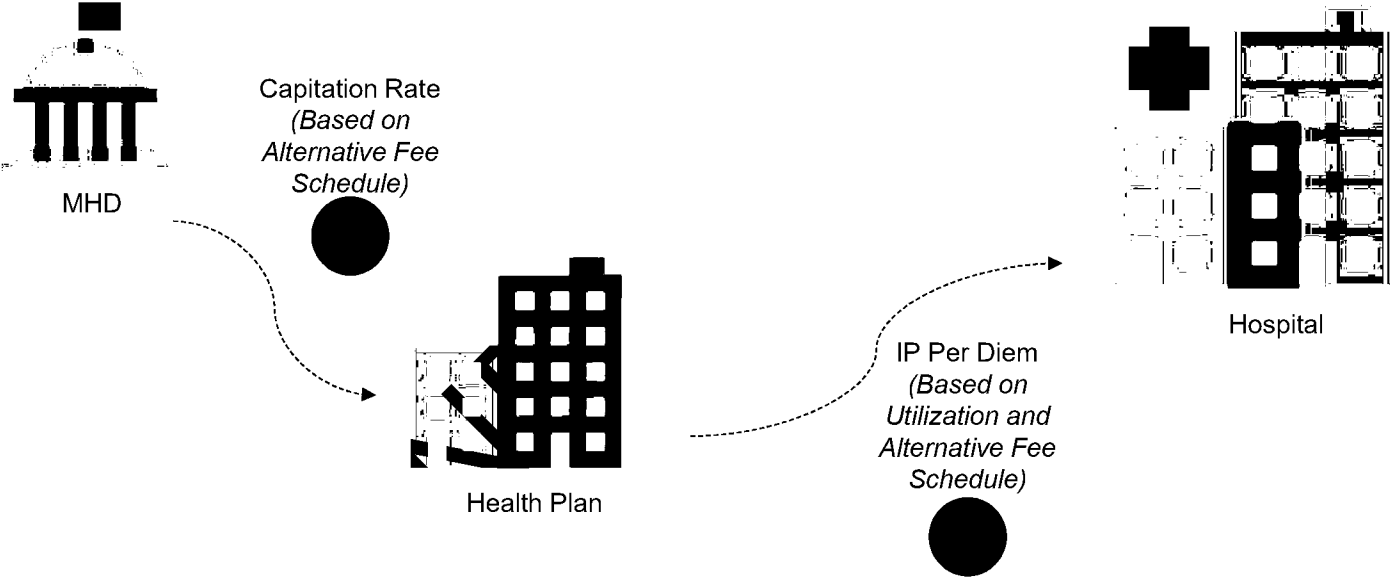 Capitation Rate
(Based on
Alternative Fee
Schedule)
MHD
Health Plan
IP Per Diem
(Based on
Utilization and
Alternative Fee
Schedule)
Hospital